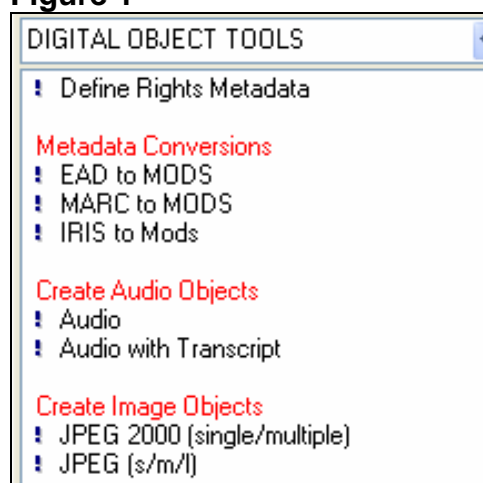 DIGITAL OBJECT TOOLS
Define Rights Metadata
Metadata Conversions
EAD to MODS
MARC to MODS
IRIS to Mods
Create Audio Objects
Audio
Audio with Transcript
Create Image Objects
JPEG 2000 (single/multiple)
JPEG (s/m/l)